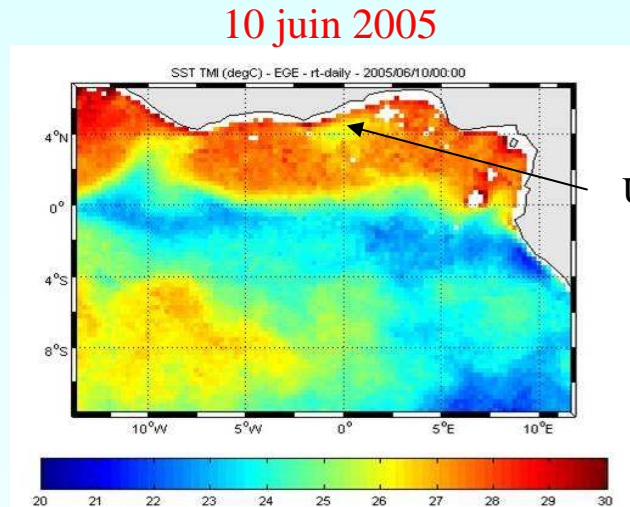 10 juin 2005
SST TMI (degC) - EGE - rt-daily - 2005/06/10/00:00
4°N
0°
4°S
8°S
10°W 5°W 0° 5°E 10°E
20 21 22 23 24 25 26 27 28 29 30